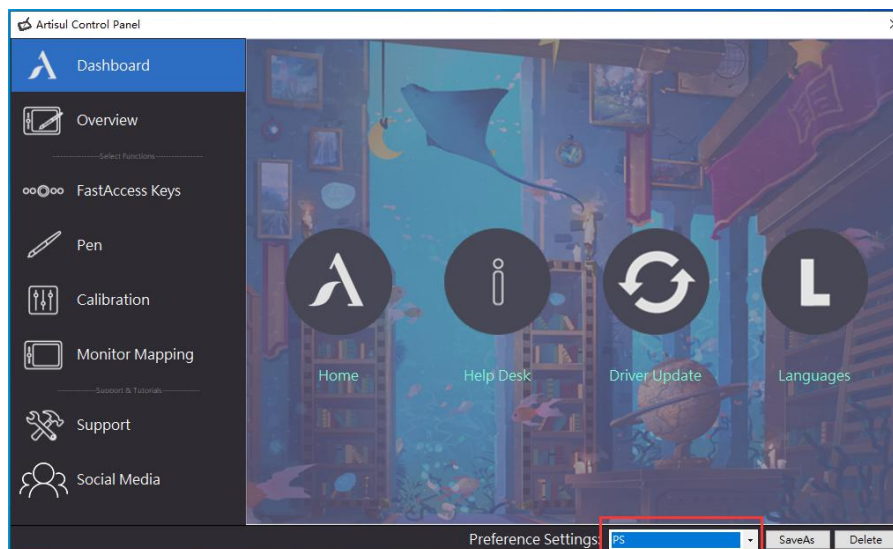 Artisul Control Panel
Dashboard
Overview
Select Functions
FastAccess Keys
Pen
Calibration
Monitor Mapping
Support & Tutorials
Support
Social Media
L
Home
Help Desk
Driver Update
Languages
Preference Settings:
PS
SaveAs
Delete